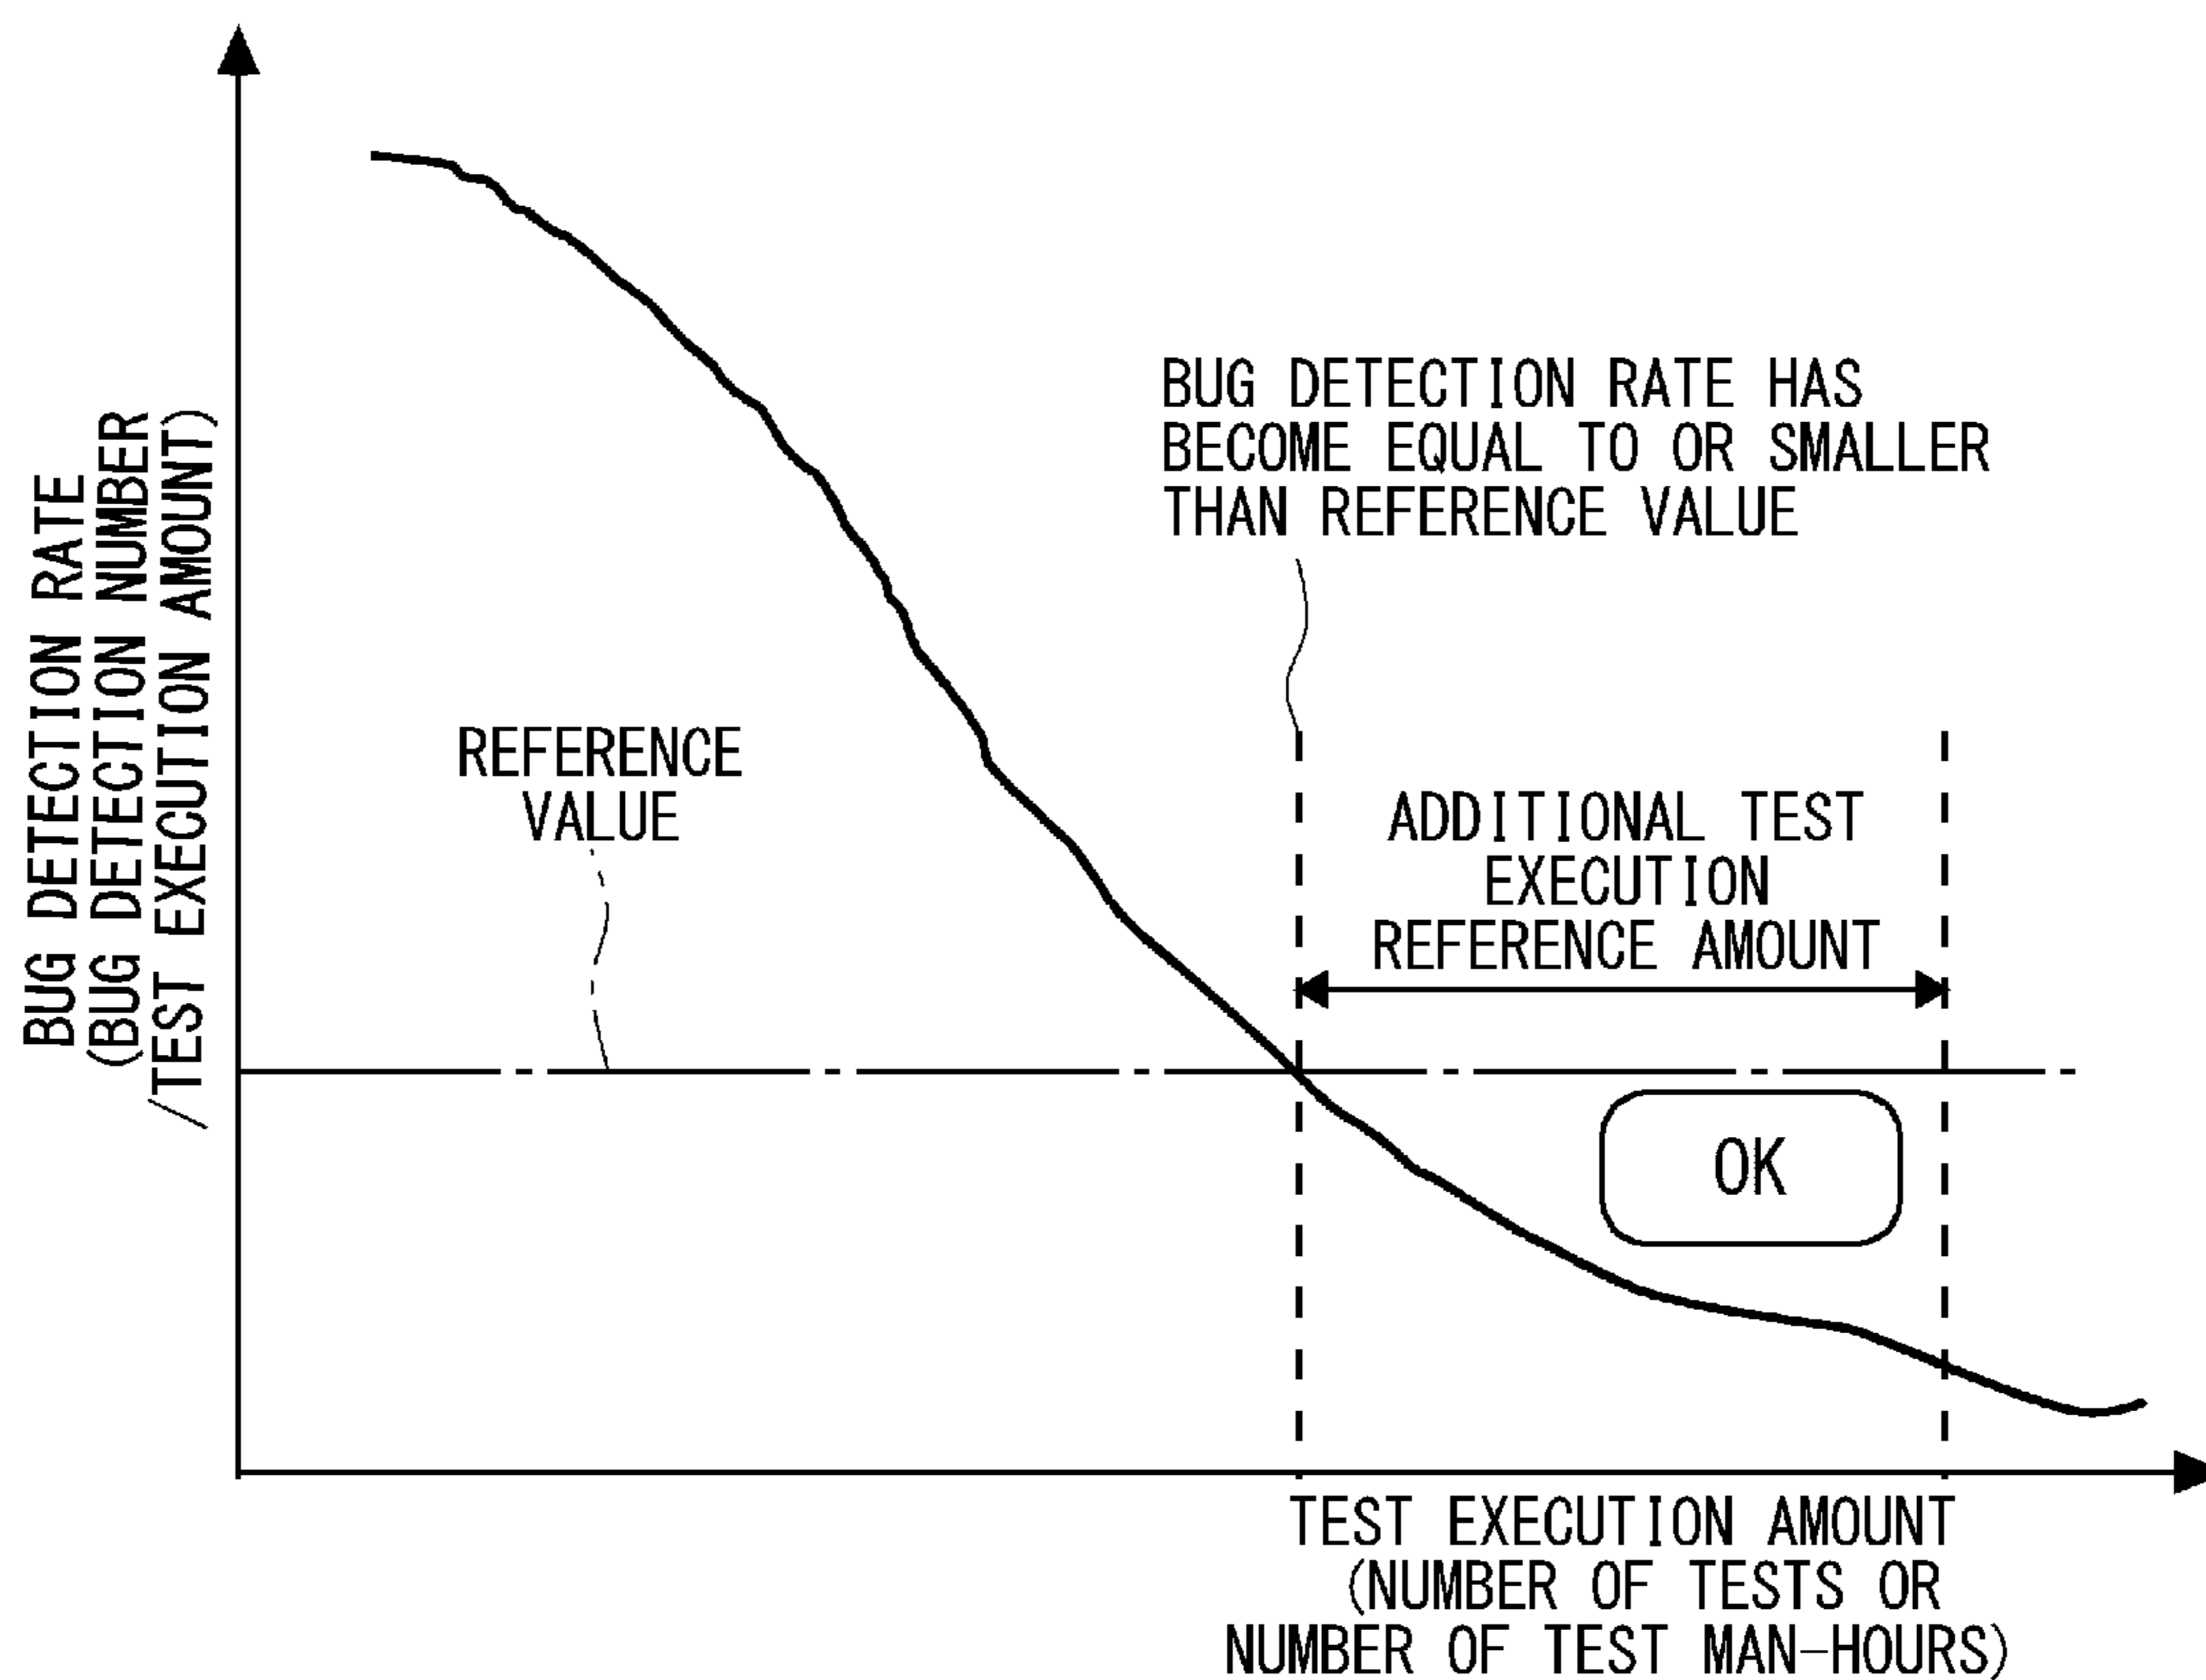 BUG DETECTION RATE
(BUG DETECTION NUMBER
/TEST EXECUTION AMOUNT)
BUG DETECTION RATE HAS
BECOME EQUAL TO OR SMALLER
THAN REFERENCE VALUE
REFERENCE
VALUE
ADDITIONAL TEST
EXECUTION
REFERENCE AMOUNT
OK
TEST EXECUTION AMOUNT
(NUMBER OF TESTS OR
NUMBER OF TEST MAN-HOURS)